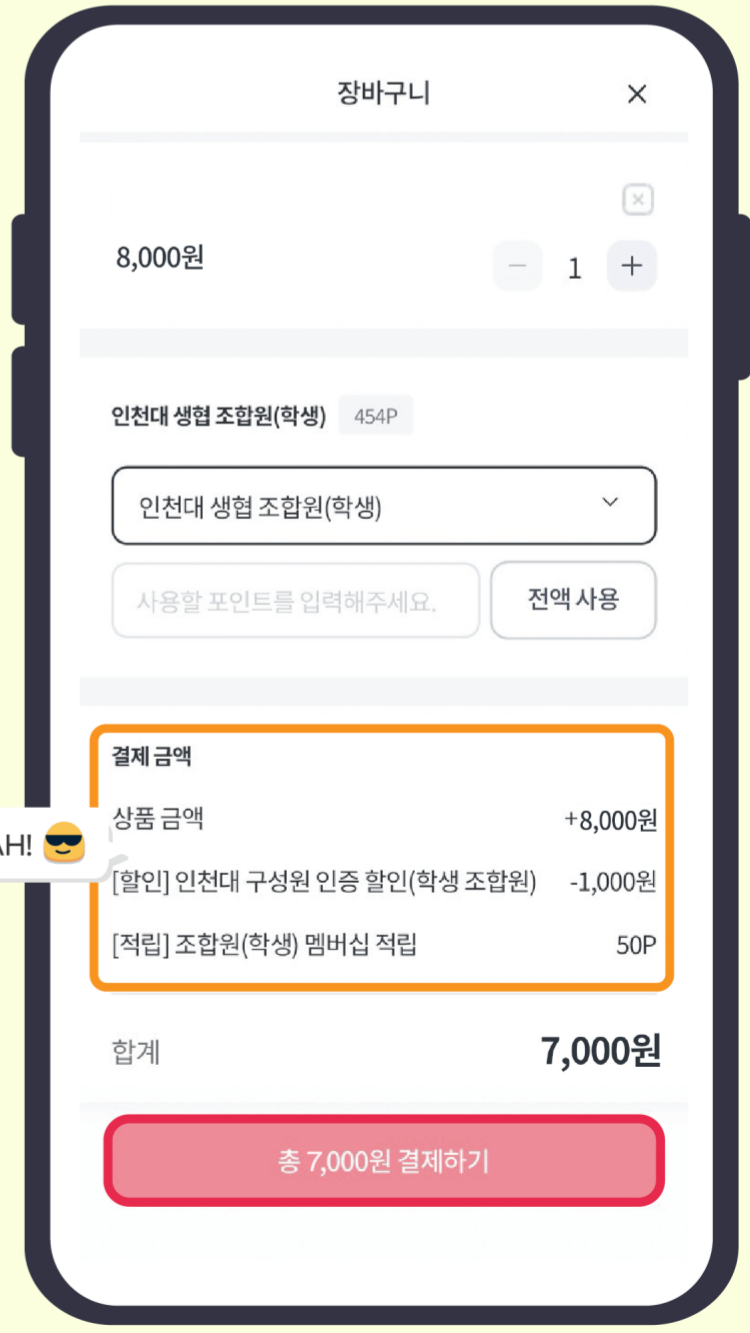 장바구니
8,000원
1
인천대 생협 조합원(학생) 454P
인천대 생협 조합원(학생)
사용할 포인트를 입력해주세요. 전액 사용
결제 금액
상품 금액 +8,000원
AH!
[할인] 인천대 구성원 인증 할인(학생 조합원) -1,000원
[적립] 조합원(학생) 멤버십 적립 50P
합계 7,000원
총 7,000원 결제하기